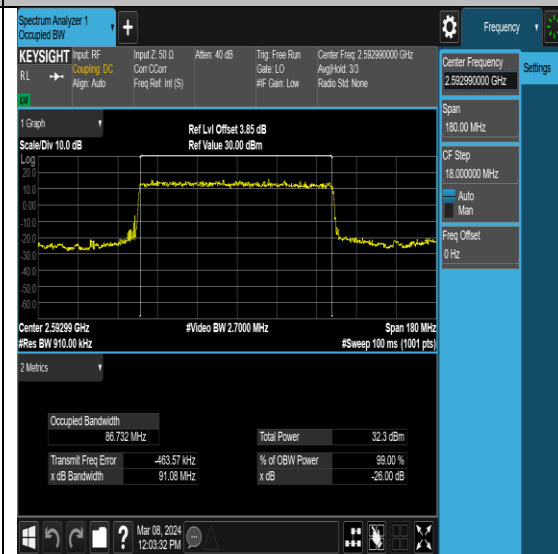 Spectrum Analyzer 1
Occupied BW
+
Frequency
KEYSIGHT
RL
LVI
Input: RF
Coupling: DC
Align: Auto
Input Z: 50 Ω
Corr CCorr
Freq Ref: Int (S)
Atten: 40 dB
Trig: Free Run
Gate: LO
#IF Gain: Low
Center Freq: 2.592990000 GHz
Avg|Hold: 3/3
Radio Std: None
Center Frequency
2.592990000 GHz
Settings
Span
180.00 MHz
CF Step
18.000000 MHz
Auto
Man
Freq Offset
0 Hz
1 Graph
Scale/Div 10.0 dB
Ref Lvl Offset 3.85 dB
Ref Value 30.00 dBm
Log
20.0
10.0
0.00
-10.0
-20.0
-30.0
-40.0
-50.0
-60.0
Center 2.59299 GHz
#Res BW 910.00 kHz
#Video BW 2.7000 MHz
Span 180 MHz
#Sweep 100 ms (1001 pts)
2 Metrics
Occupied Bandwidth
86.732 MHz
Total Power
32.3 dBm
Transmit Freq Error
-463.57 kHz
% of OBW Power
99.00 %
x dB Bandwidth
91.08 MHz
x dB
-26.00 dB
?
Mar 08, 2024
12:03:32 PM